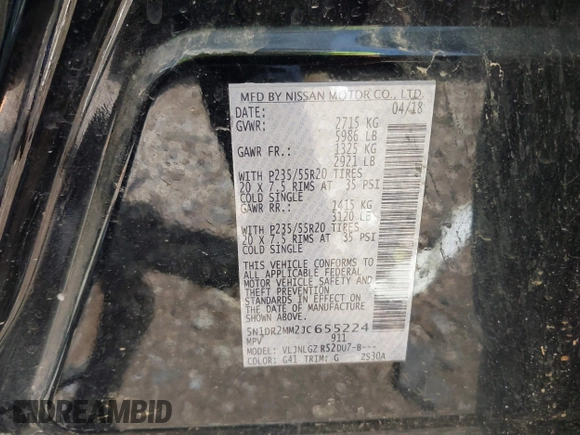 MFD BY NISSAN MOTOR CO., LTD.
DATE: 04/18
GVWR: 2715 KG
5986 LB
GAWR FR.: 1325 KG
2921 LB
WITH P235/55R20 TIRES
20 X 7.5 RIMS AT 35 PSI
COLD SINGLE
GAWR RR.: 1415 KG
3120 LB
WITH P235/55R20 TIRES
20 X 7.5 RIMS AT 35 PSI
COLD SINGLE
THIS VEHICLE CONFORMS TO
ALL APPLICABLE FEDERAL
MOTOR VEHICLE SAFETY AND
THEFT PREVENTION
STANDARDS IN EFFECT ON
THE DATE OF MANUFACTURE
SHOWN ABOVE.
5N1DR2MM2JC655224
MPV 911
MODEL: VLJNLGZ R52DU7-B---
COLOR: G41 TRIM: G 2S30A
DREAMBID